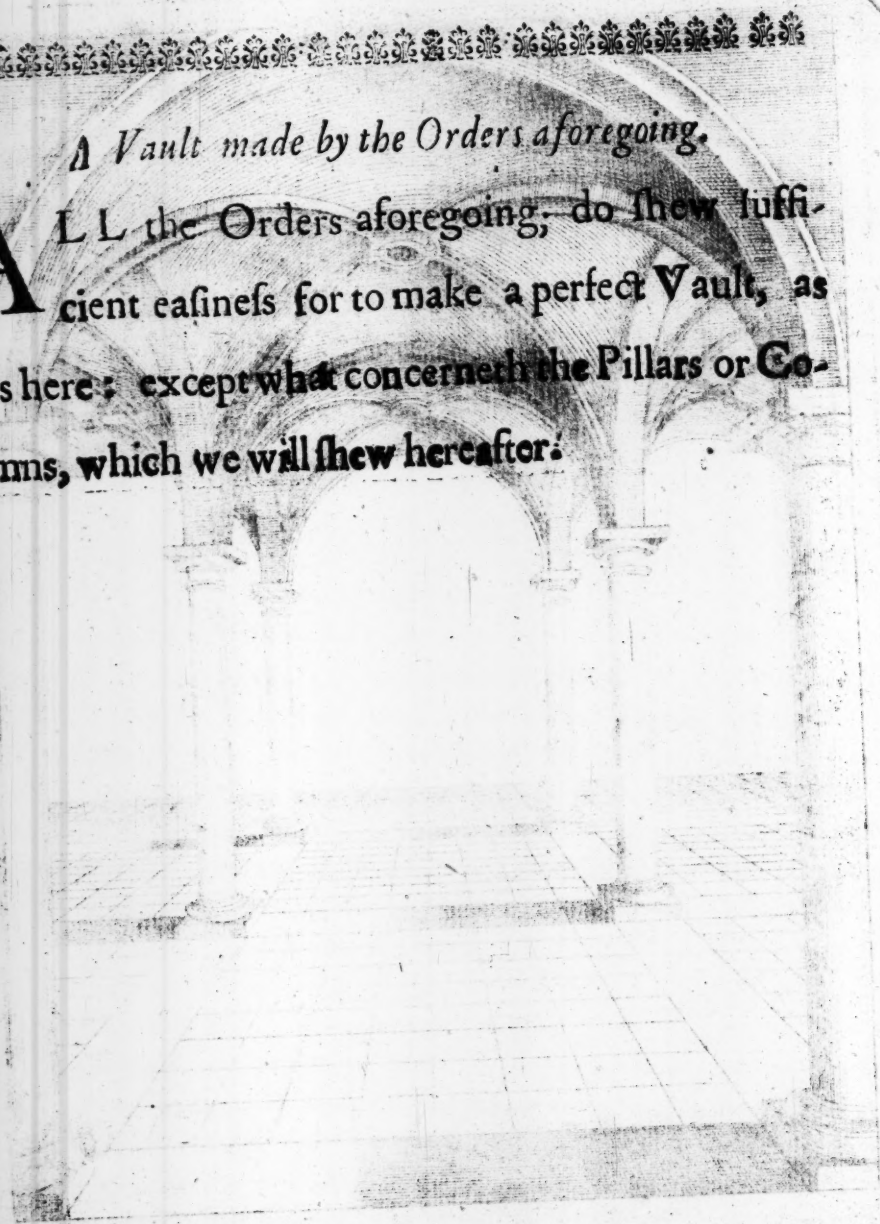 A Vault made by the Orders aforegoing.
ALL the Orders aforegoing; do ſhew ſuffi-
cient eaſineſs for to make a perfect Vault, as
s here: except what concerneth the Pillars or Co-
mns, which we will ſhew hereafter.